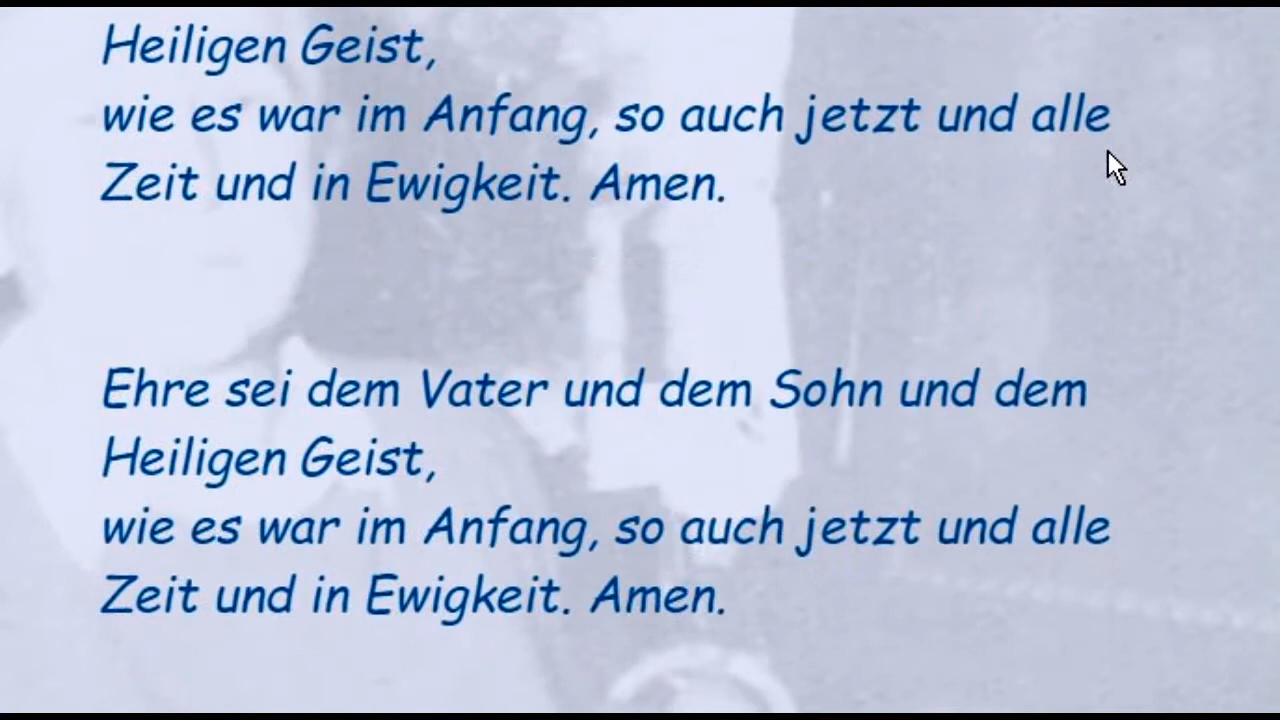 Heiligen Geist,
wie es war im Anfang, so auch jetzt und alle
Zeit und in Ewigkeit. Amen.
Ehre sei dem Vater und dem Sohn und dem
Heiligen Geist,
wie es war im Anfang, so auch jetzt und alle
Zeit und in Ewigkeit. Amen.